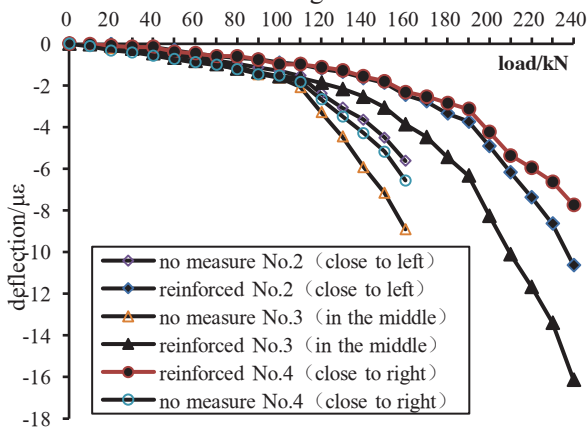 0 20 40 60 80 100 120 140 160 180 200 220 240
0
load/kN
-2
-4
-6
-8
-10
-12
-14
-16
-18
deflection/με
no measure No.2（close to left）
reinforced No.2（close to left）
no measure No.3（in the middle）
reinforced No.3（in the middle）
reinforced No.4（close to right）
no measure No.4（close to right）